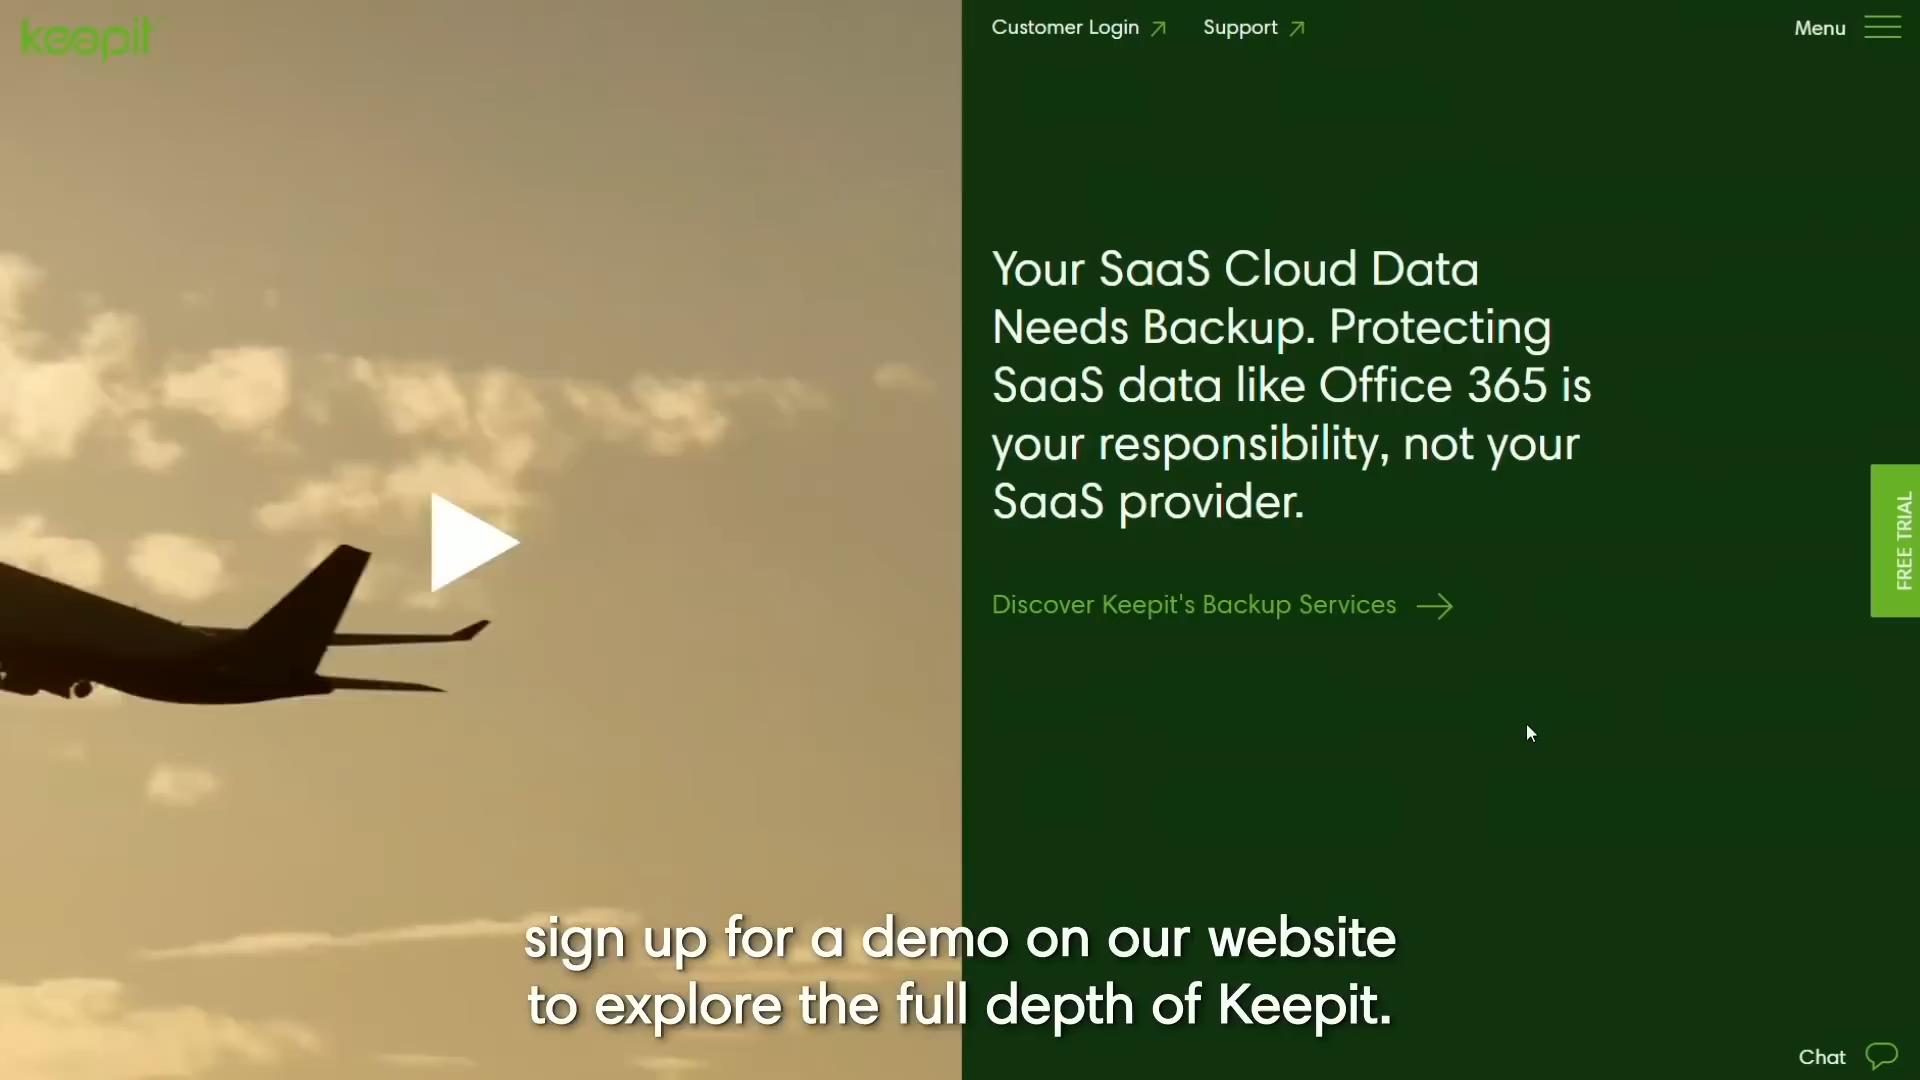 keepit
Customer Login
Support
Menu
Your SaaS Cloud Data
Needs Backup. Protecting
SaaS data like Office 365 is
your responsibility, not your
SaaS provider.
FREE TRIAL
Discover Keepit's Backup Services
sign up for a demo on our website
to explore the full depth of Keepit.
Chat